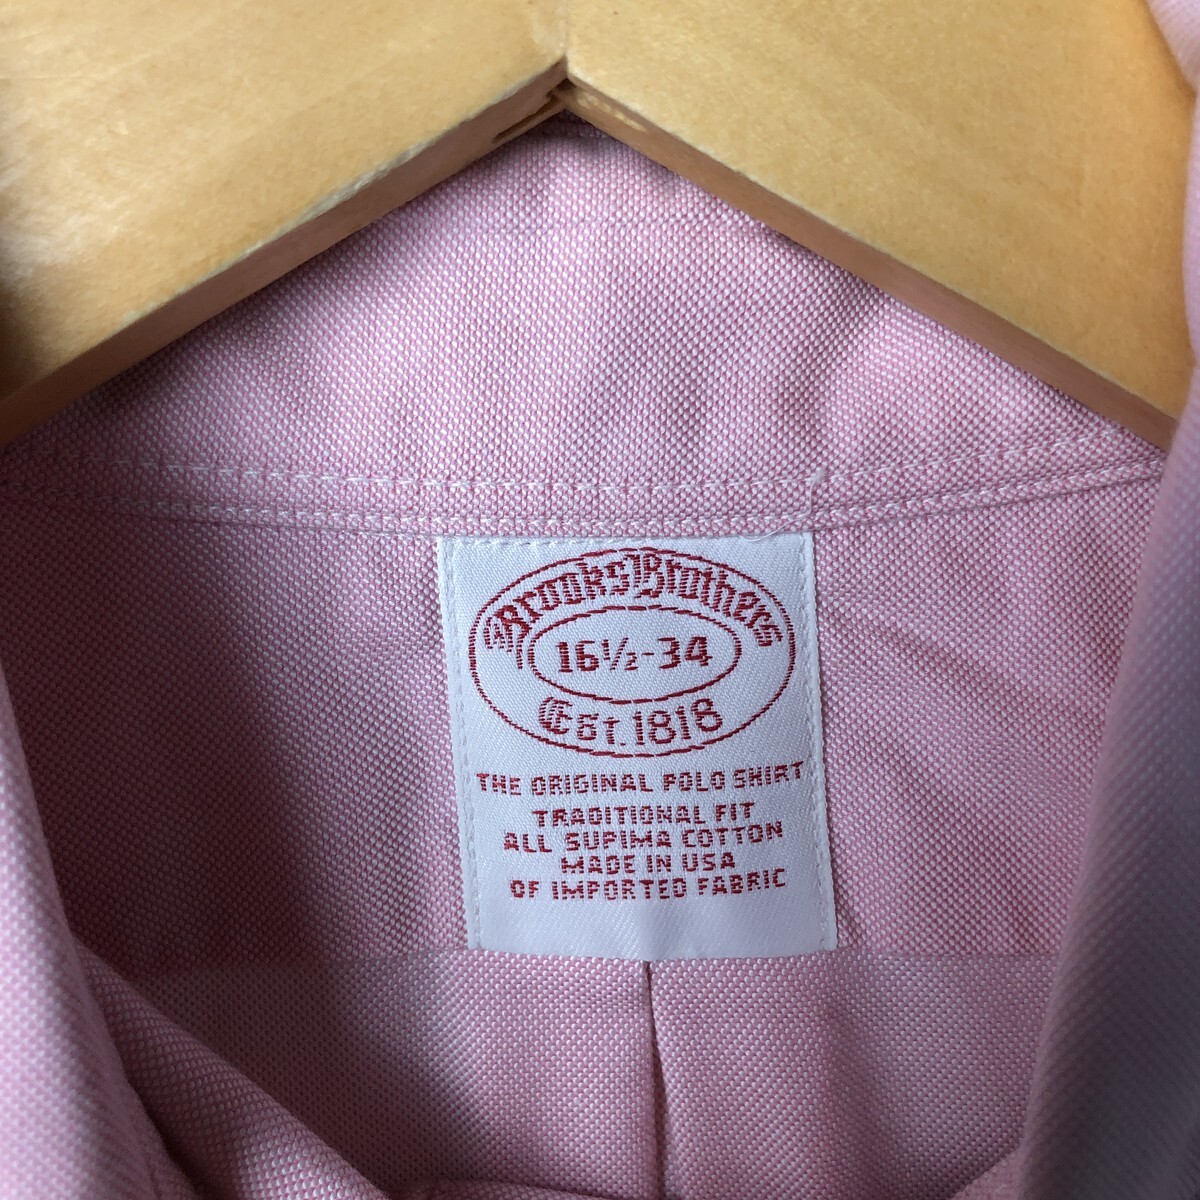 Brooks Brothers
16½-34
Est. 1818
THE ORIGINAL POLO SHIRT
TRADITIONAL FIT
ALL SUPIMA COTTON
MADE IN USA
OF IMPORTED FABRIC